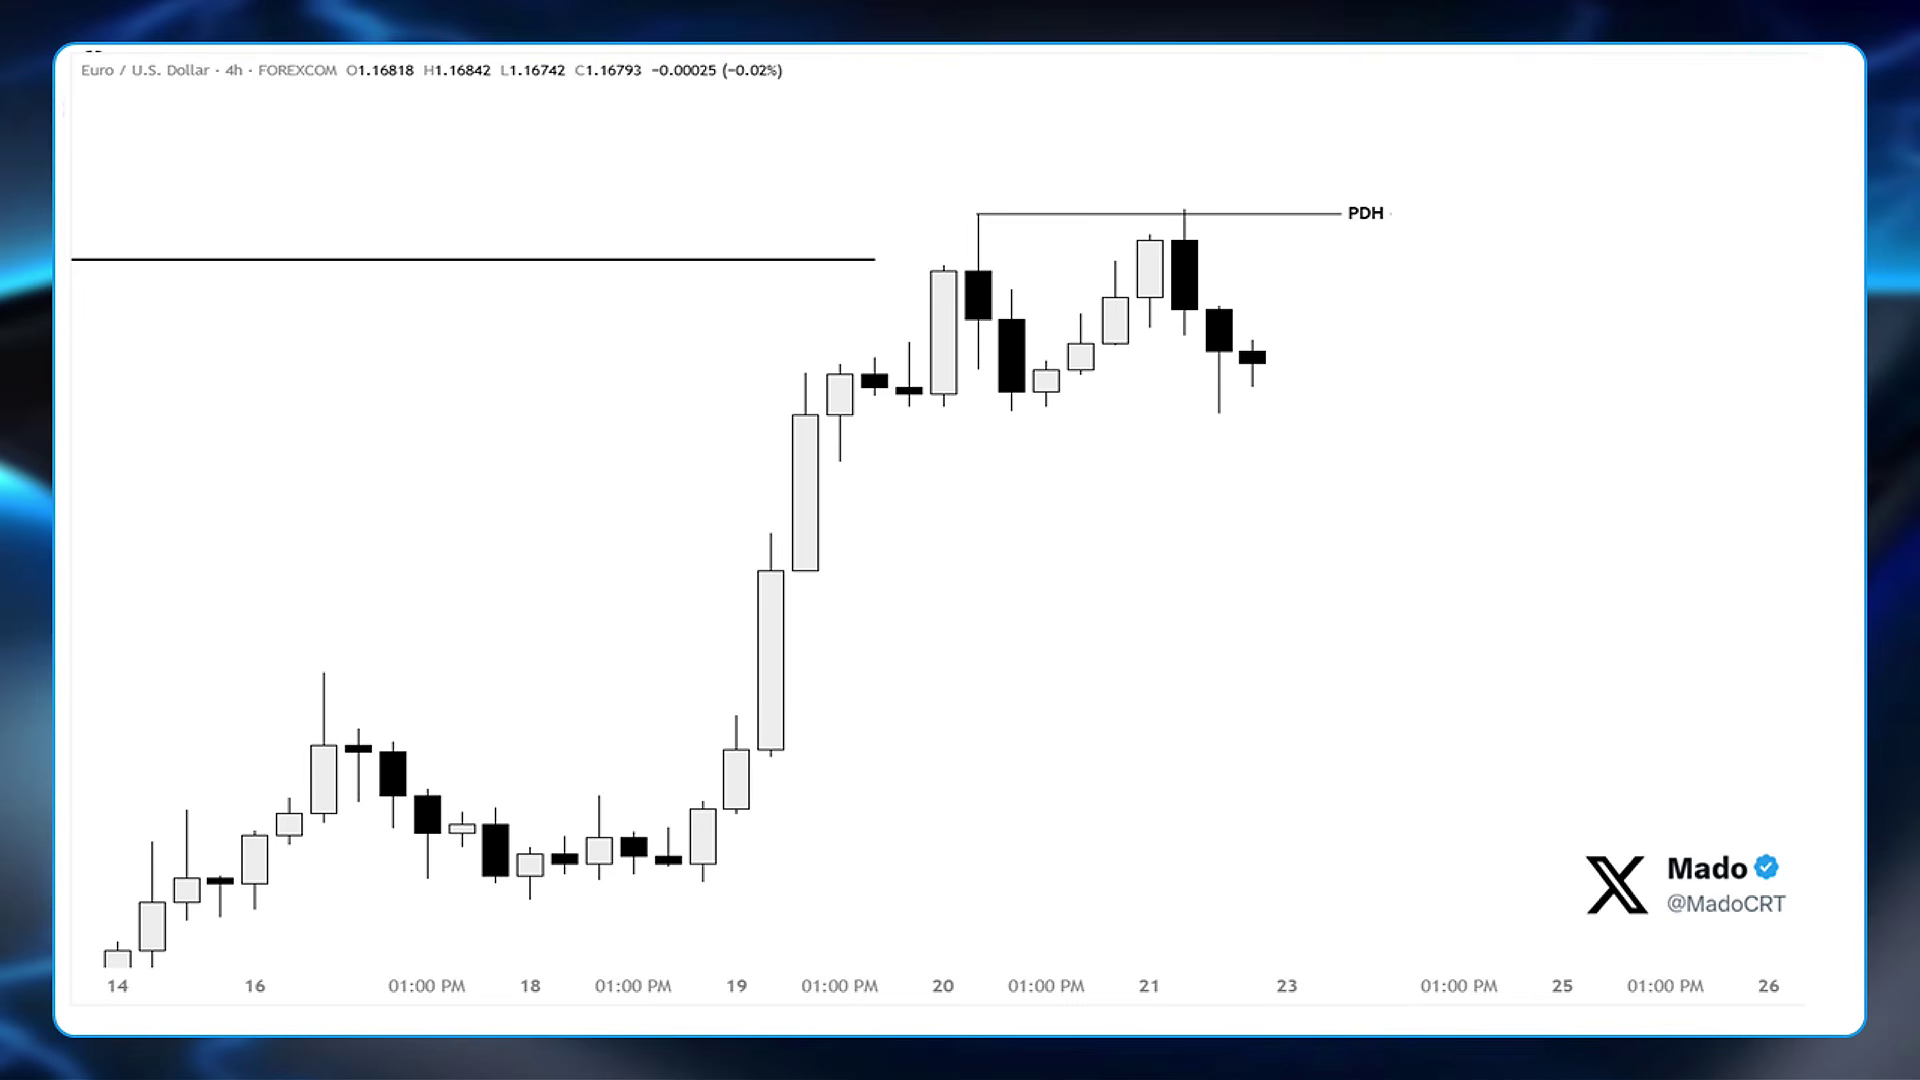 Euro / U.S. Dollar · 4h · FOREXCOM O1.16818 H1.16842 L1.16742 C1.16793 −0.00025 (−0.02%)
PDH
Mado
@MadoCRT
14 16 01:00 PM 18 01:00 PM 19 01:00 PM 20 01:00 PM 21 23 01:00 PM 25 01:00 PM 26